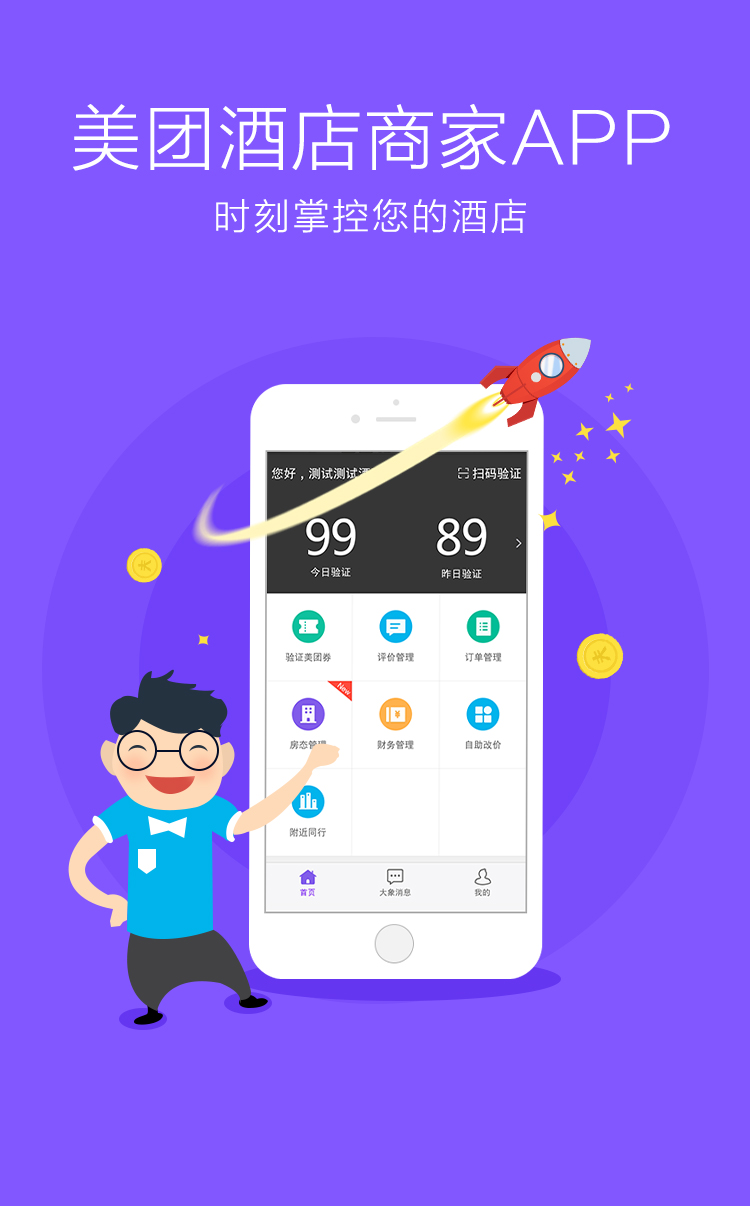 美团酒店商家APP
时刻掌控您的酒店
您好，测试测试酒 扫码验证
99 89
今日验证 昨日验证
验证美团券 评价管理 订单管理
New
房态管理 财务管理 自助改价
附近同行
首页 大象消息 我的